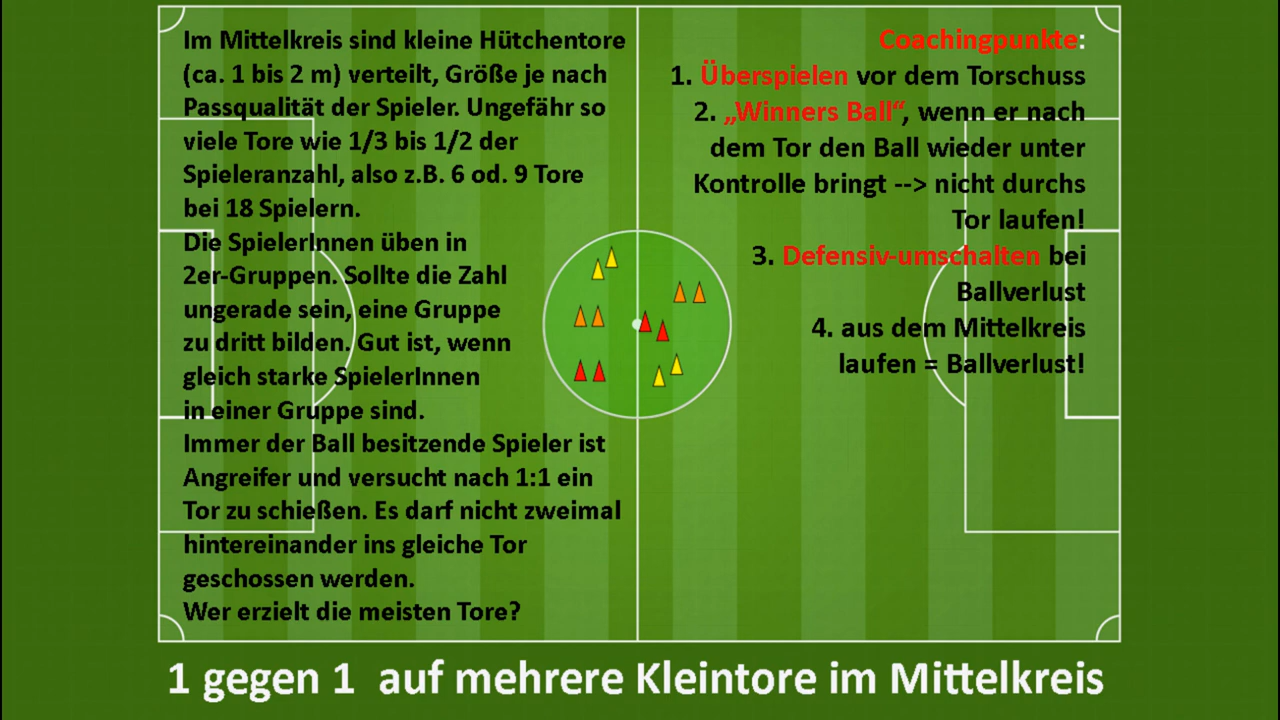 Im Mittelkreis sind kleine Hütchentore
(ca. 1 bis 2 m) verteilt, Größe je nach
Passqualität der Spieler. Ungefähr so
viele Tore wie 1/3 bis 1/2 der
Spieleranzahl, also z.B. 6 od. 9 Tore
bei 18 Spielern.
Die SpielerInnen üben in
2er-Gruppen. Sollte die Zahl
ungerade sein, eine Gruppe
zu dritt bilden. Gut ist, wenn
gleich starke SpielerInnen
in einer Gruppe sind.
Immer der Ball besitzende Spieler ist
Angreifer und versucht nach 1:1 ein
Tor zu schießen. Es darf nicht zweimal
hintereinander ins gleiche Tor
geschossen werden.
Wer erzielt die meisten Tore?
Coachingpunkte:
1. Überspielen vor dem Torschuss
2. „Winners Ball“, wenn er nach
dem Tor den Ball wieder unter
Kontrolle bringt --> nicht durchs
Tor laufen!
3. Defensiv-umschalten bei
Ballverlust
4. aus dem Mittelkreis
laufen = Ballverlust!
1 gegen 1 auf mehrere Kleintore im Mittelkreis